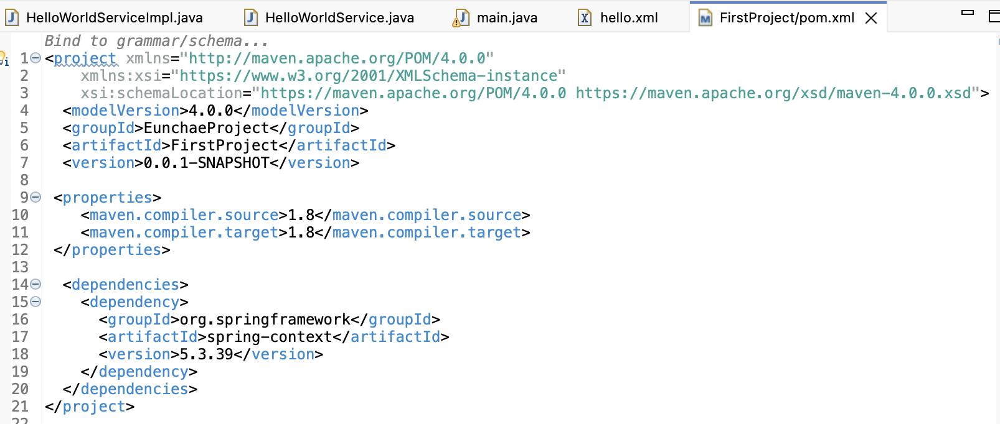 HelloWorldServiceImpl.java HelloWorldService.java main.java hello.xml FirstProject/pom.xml
Bind to grammar/schema...
1 <project xmlns="http://maven.apache.org/POM/4.0.0"
2 xmlns:xsi="https://www.w3.org/2001/XMLSchema-instance"
3 xsi:schemaLocation="https://maven.apache.org/POM/4.0.0 https://maven.apache.org/xsd/maven-4.0.0.xsd">
4 <modelVersion>4.0.0</modelVersion>
5 <groupId>EunchaeProject</groupId>
6 <artifactId>FirstProject</artifactId>
7 <version>0.0.1-SNAPSHOT</version>
8
9 <properties>
10 <maven.compiler.source>1.8</maven.compiler.source>
11 <maven.compiler.target>1.8</maven.compiler.target>
12 </properties>
13
14 <dependencies>
15 <dependency>
16 <groupId>org.springframework</groupId>
17 <artifactId>spring-context</artifactId>
18 <version>5.3.39</version>
19 </dependency>
20 </dependencies>
21 </project>
22